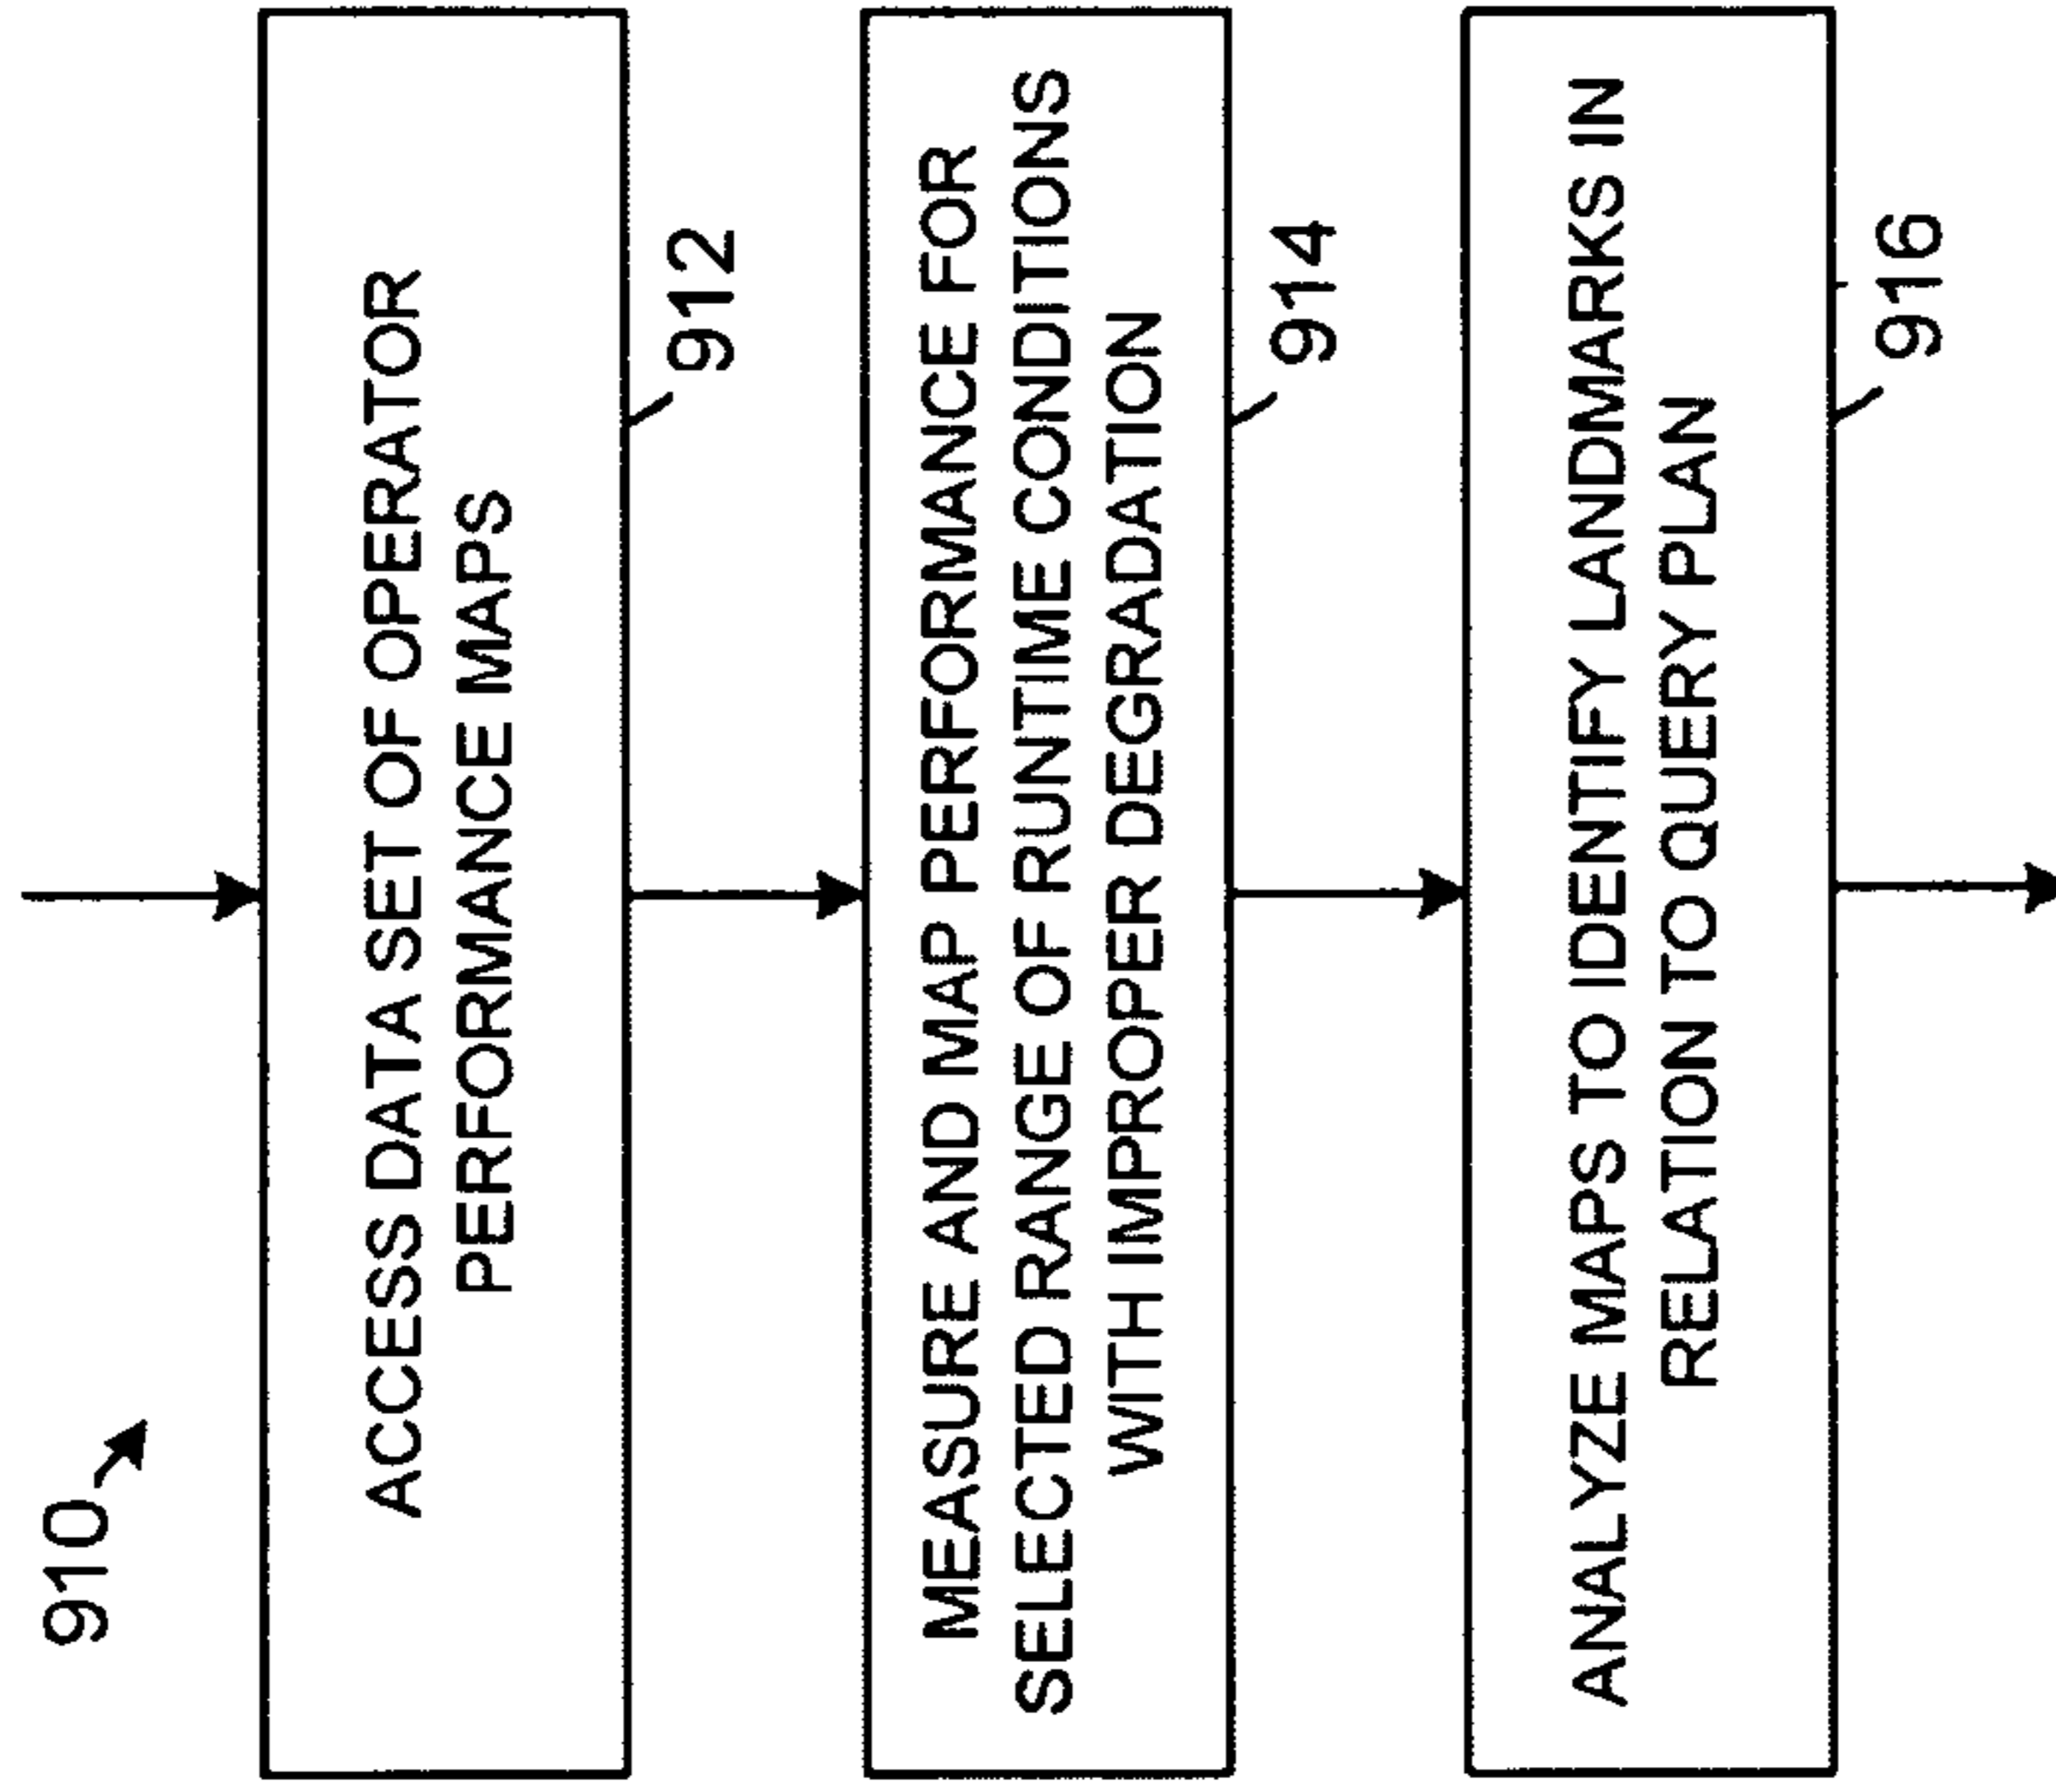 910
ACCESS DATA SET OF OPERATOR
PERFORMANCE MAPS
912
MEASURE AND MAP PERFORMANCE FOR
SELECTED RANGE OF RUNTIME CONDITIONS
WITH IMPROPER DEGRADATION
914
ANALYZE MAPS TO IDENTIFY LANDMARKS IN
RELATION TO QUERY PLAN
916